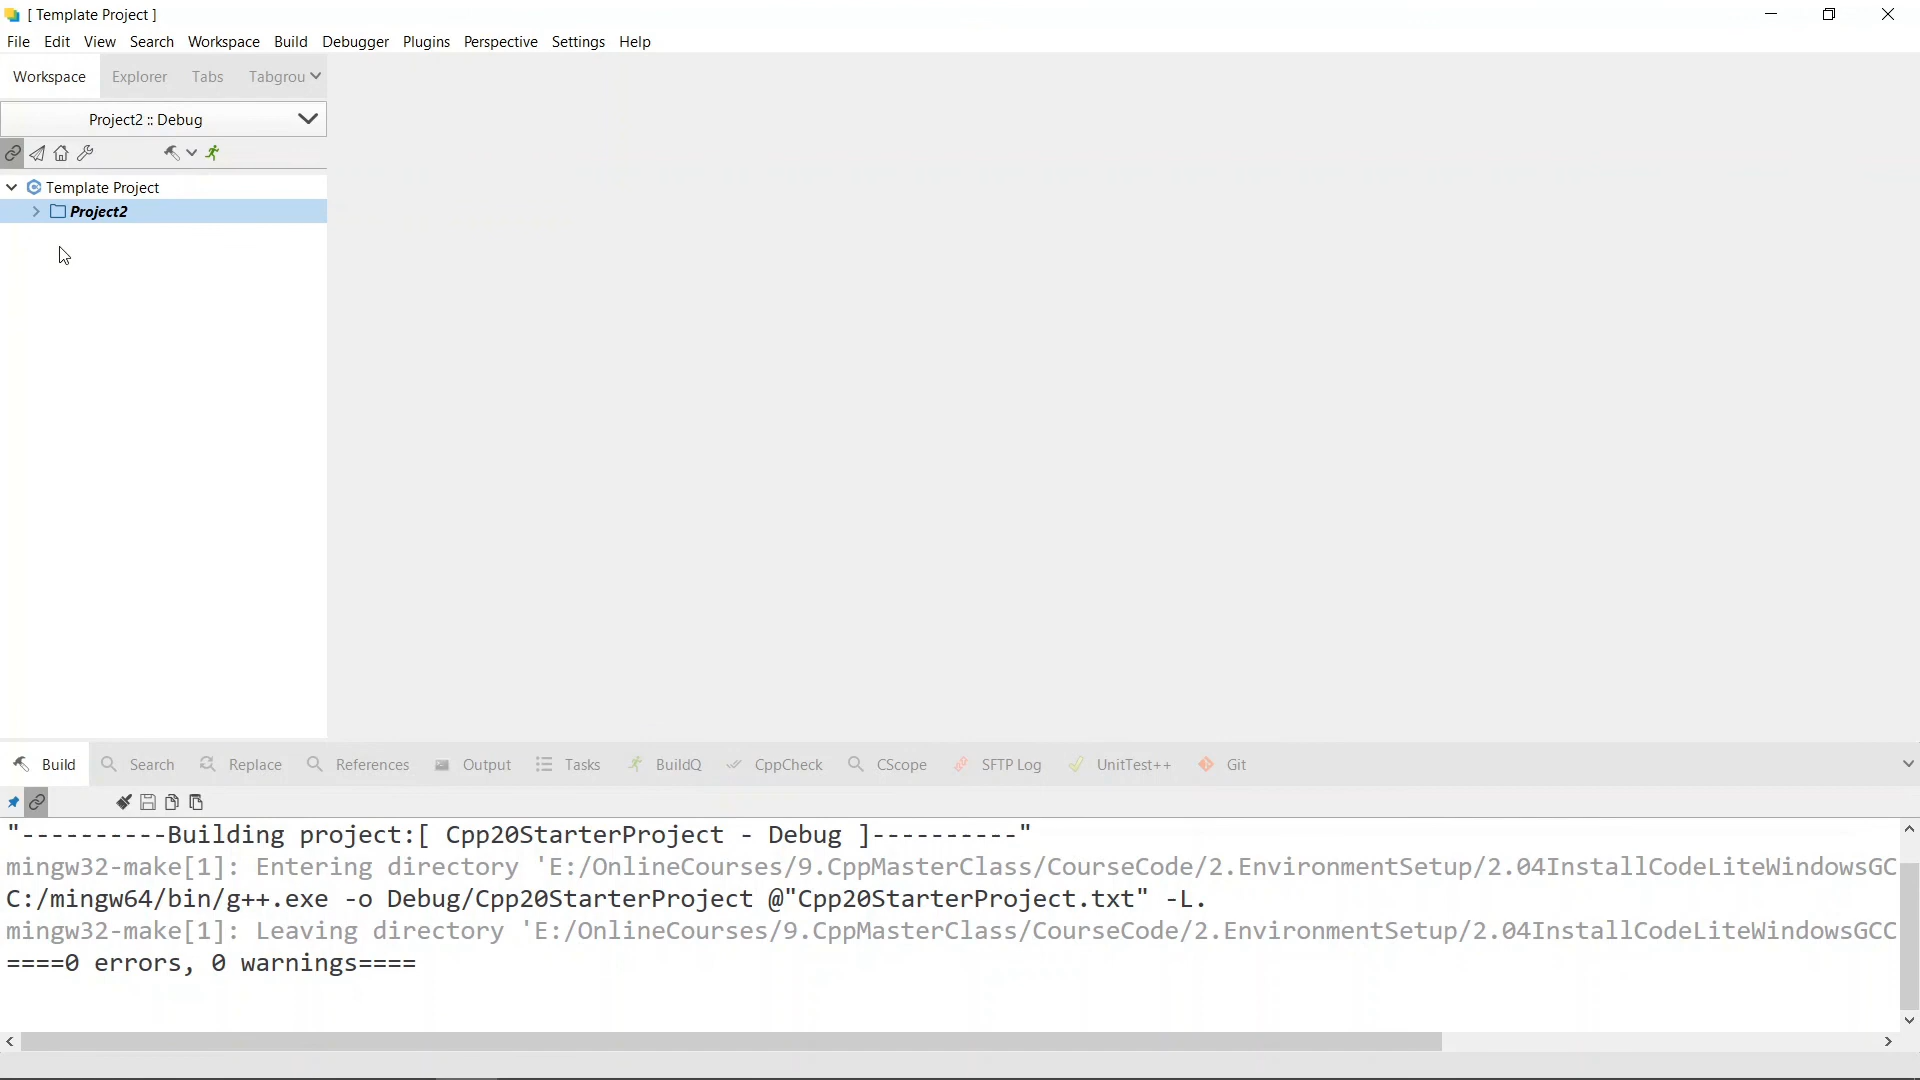 [ Template Project ]
File Edit View Search Workspace Build Debugger Plugins Perspective Settings Help
Workspace Explorer Tabs Tabgrou
Project2 :: Debug
Template Project
Project2
Build Search Replace References Output Tasks BuildQ CppCheck CScope SFTP Log UnitTest++ Git
"----------Building project:[ Cpp20StarterProject - Debug ]----------"
mingw32-make[1]: Entering directory 'E:/OnlineCourses/9.CppMasterClass/CourseCode/2.EnvironmentSetup/2.04InstallCodeLiteWindowsGC
C:/mingw64/bin/g++.exe -o Debug/Cpp20StarterProject @"Cpp20StarterProject.txt" -L.
mingw32-make[1]: Leaving directory 'E:/OnlineCourses/9.CppMasterClass/CourseCode/2.EnvironmentSetup/2.04InstallCodeLiteWindowsGCC
====0 errors, 0 warnings====